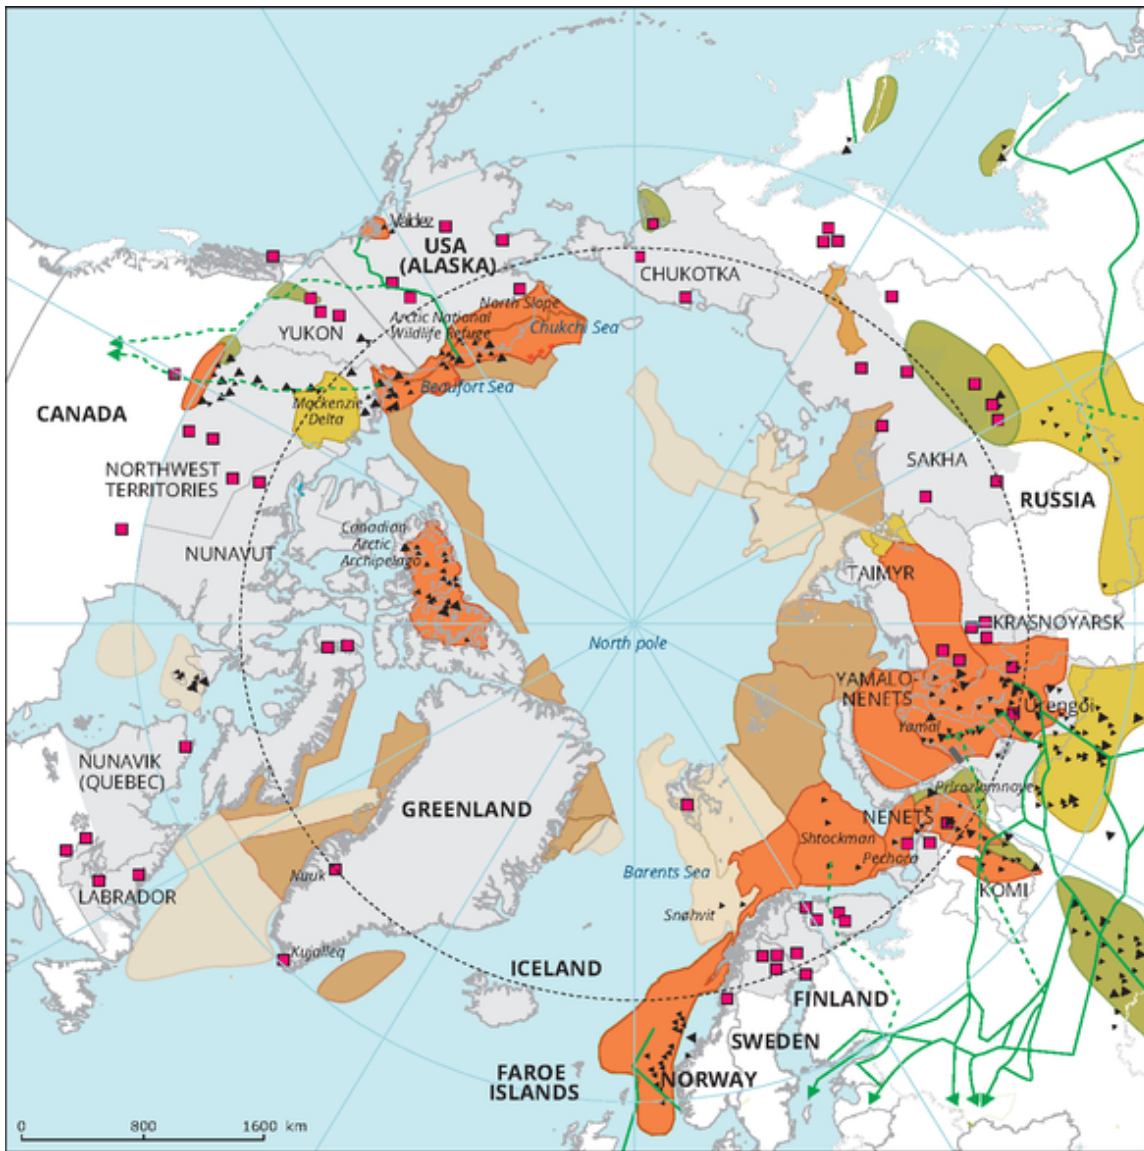 Valdez
USA
(ALASKA)
CHUKOTKA
North Slope
Arctic National
Wildlife Refuge
Chukchi Sea
YUKON
Beaufort Sea
Mackenzie
Delta
CANADA
NORTHWEST
TERRITORIES
SAKHA
RUSSIA
NUNAVUT
Canadian
Arctic
Archipelago
TAIMYR
KRASNOYARSK
North pole
YAMALO-
NENETS
Urengoi
Yamal
NUNAVIK
(QUEBEC)
GREENLAND
Prirazlomnaye
NENETS
Shtockman
Pechora
Barents Sea
KOMI
Nuuk
LABRADOR
Snøhvit
Kujalleq
ICELAND
FINLAND
SWEDEN
FAROE
ISLANDS
NORWAY
0 800 1600 km